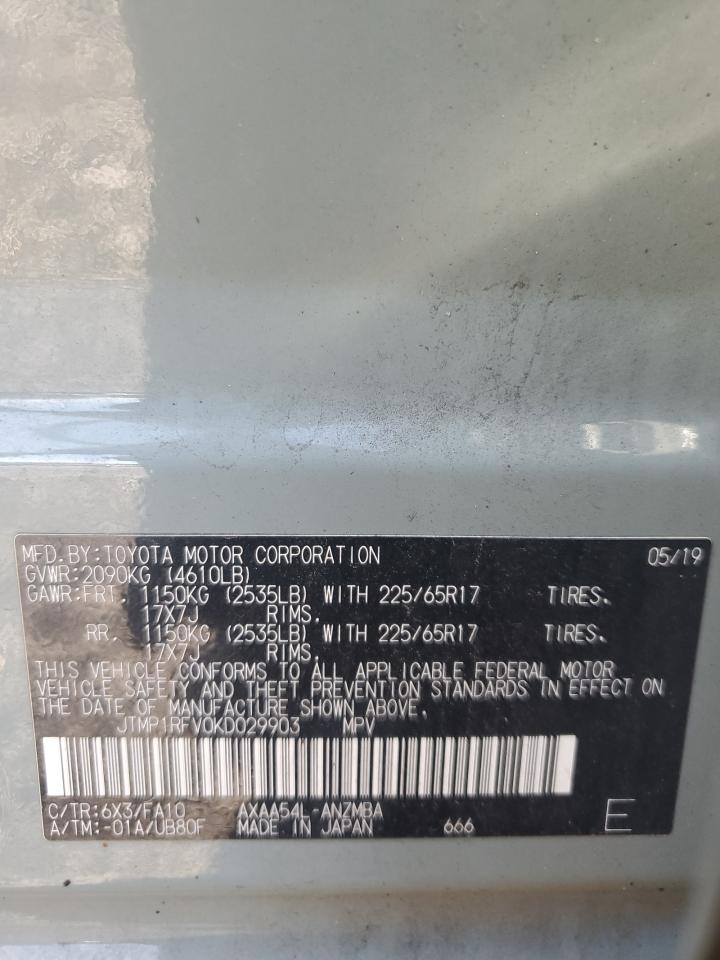 MFD.BY:TOYOTA MOTOR CORPORATION 05/19
GVWR:2090KG (4610LB)
GAWR:FRT. 1150KG (2535LB) WITH 225/65R17 TIRES.
17X7J RIMS.
RR. 1150KG (2535LB) WITH 225/65R17 TIRES.
17X7J RIMS.
THIS VEHICLE CONFORMS TO ALL APPLICABLE FEDERAL MOTOR
VEHICLE SAFETY AND THEFT PREVENTION STANDARDS IN EFFECT ON
THE DATE OF MANUFACTURE SHOWN ABOVE.
JTMP1RFV0KD029903 MPV
C/TR:6X3/FA10 AXAA54L-ANZMBA
A/TM:-01A/UB80F MADE IN JAPAN 666 E